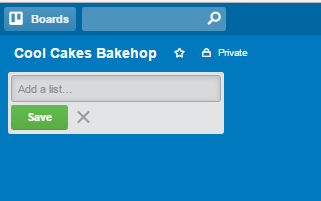 Boards
Cool Cakes Bakehop Private
Add a list...
Save